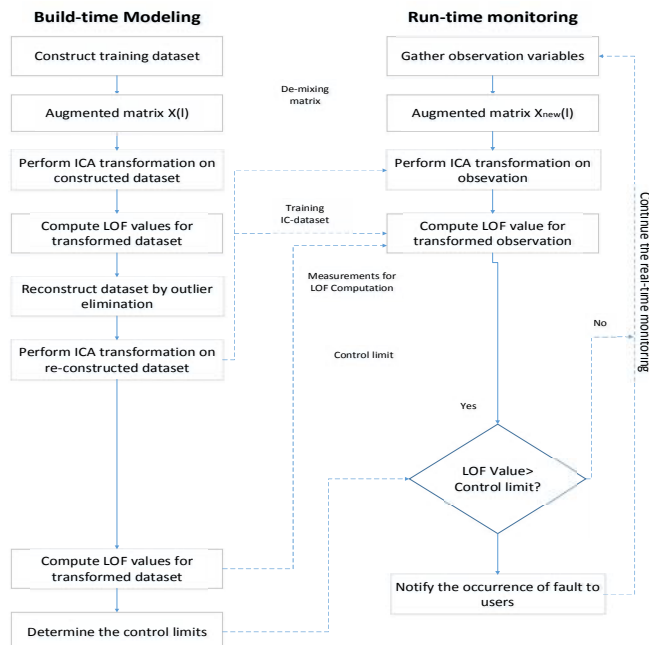 Build-time Modeling
Construct training dataset
Augmented matrix X(l)
Perform ICA transformation on
constructed dataset
Compute LOF values for
transformed dataset
Reconstruct dataset by outlier
elimination
Perform ICA transformation on
re-constructed dataset
Compute LOF values for
transformed dataset
Determine the control limits
De-mixing
matrix
Training
IC-dataset
Measurements for
LOF Computation
Control limit
Run-time monitoring
Gather observation variables
Augmented matrix Xnew(l)
Perform ICA transformation on
obsevation
Compute LOF value for
transformed observation
Yes
No
LOF Value>
Control limit?
Notify the occurrence of fault to
users
Continue the real-time monitoring